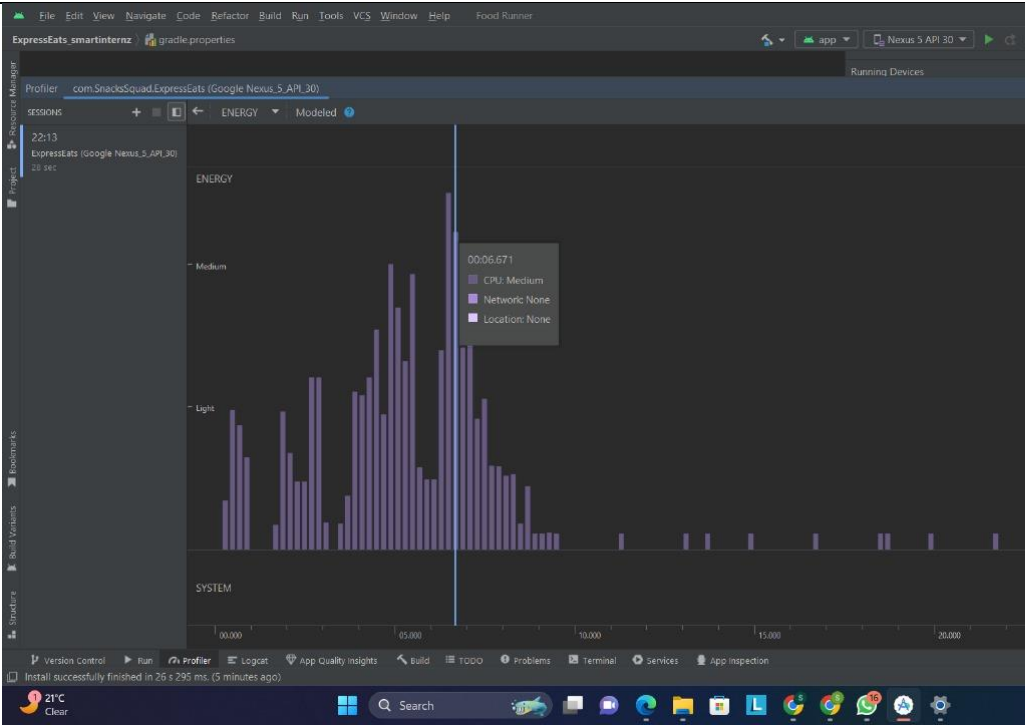 File Edit View Navigate Code Refactor Build Run Tools VCS Window Help Food Runner
ExpressEats_smartinternz gradle.properties app Nexus 5 API 30
Running Devices
Profiler com.SnacksSquad.ExpressEats (Google Nexus_5_API_30)
SESSIONS ENERGY Modeled
22:13
ExpressEats (Google Nexus_5_API_30)
28 sec
ENERGY
Medium
Light
00:06.671
CPU: Medium
Network: None
Location: None
SYSTEM
00.000 05.000 10.000 15.000 20.000
Resource Manager
Project
Bookmarks
Build Variants
Structure
Version Control Run Profiler Logcat App Quality Insights Build TODO Problems Terminal Services App Inspection
Install successfully finished in 26 s 295 ms. (5 minutes ago)
1
21°C
Clear
Search
L
S
S
16